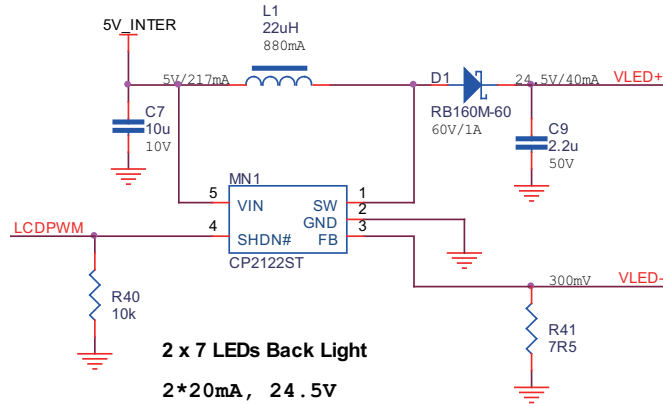 L1
22uH
880mA
5V_INTER
5V/217mA
D1
24.5V/40mA
VLED+
RB160M-60
60V/1A
C7
10u
10V
C9
2.2u
50V
MN1
5
VIN
SW
1
GND
2
LCDPWM
4
SHDN#
FB
3
CP2122ST
300mV
VLED-
R40
10k
R41
7R5
2 x 7 LEDs Back Light
2*20mA, 24.5V